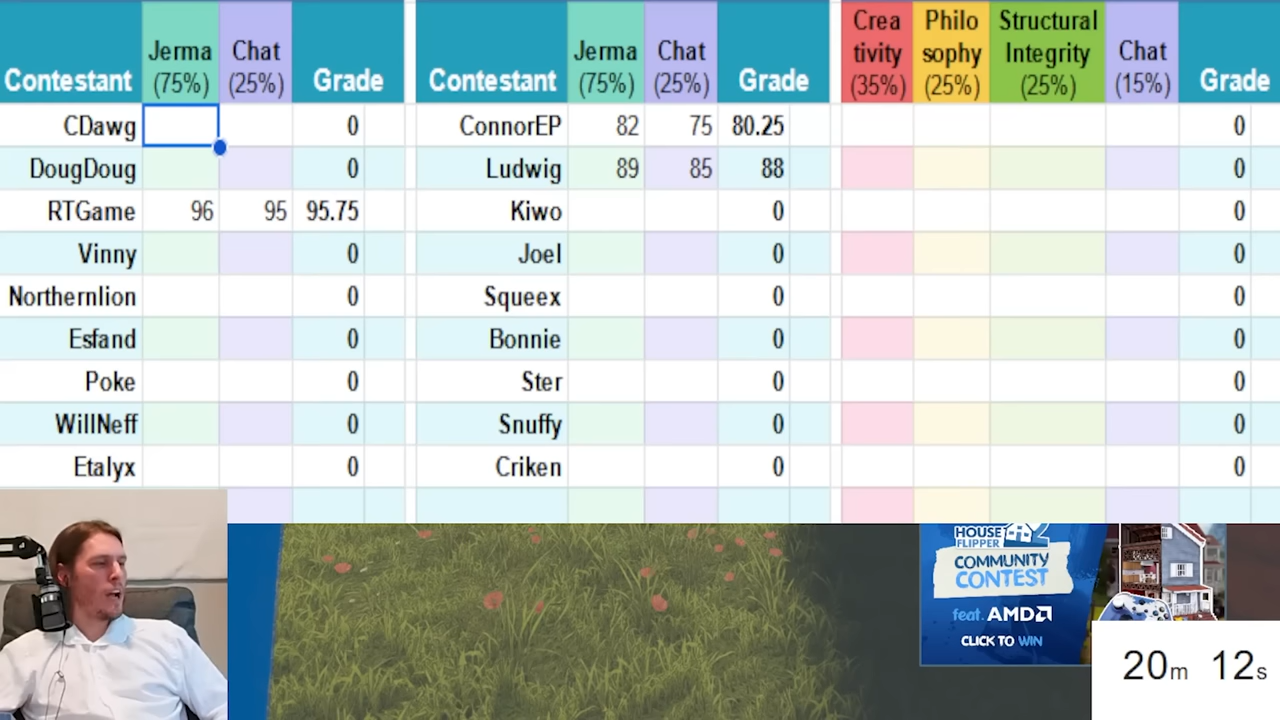 Contestant Jerma (75%) Chat (25%) Grade
CDawg 0
DougDoug 0
RTGame 96 95 95.75
Vinny 0
Northernlion 0
Esfand 0
Poke 0
WillNeff 0
Etalyx 0
Contestant Jerma (75%) Chat (25%) Grade
ConnorEP 82 75 80.25
Ludwig 89 85 88
Kiwo 0
Joel 0
Squeex 0
Bonnie 0
Ster 0
Snuffy 0
Criken 0
Crea tivity (35%) Philo sophy (25%) Structural Integrity (25%) Chat (15%) Grade
0
0
0
0
0
0
0
0
0
HOUSE
FLIPPER 2
COMMUNITY
CONTEST
feat. AMD
CLICK TO WIN
20m 12s